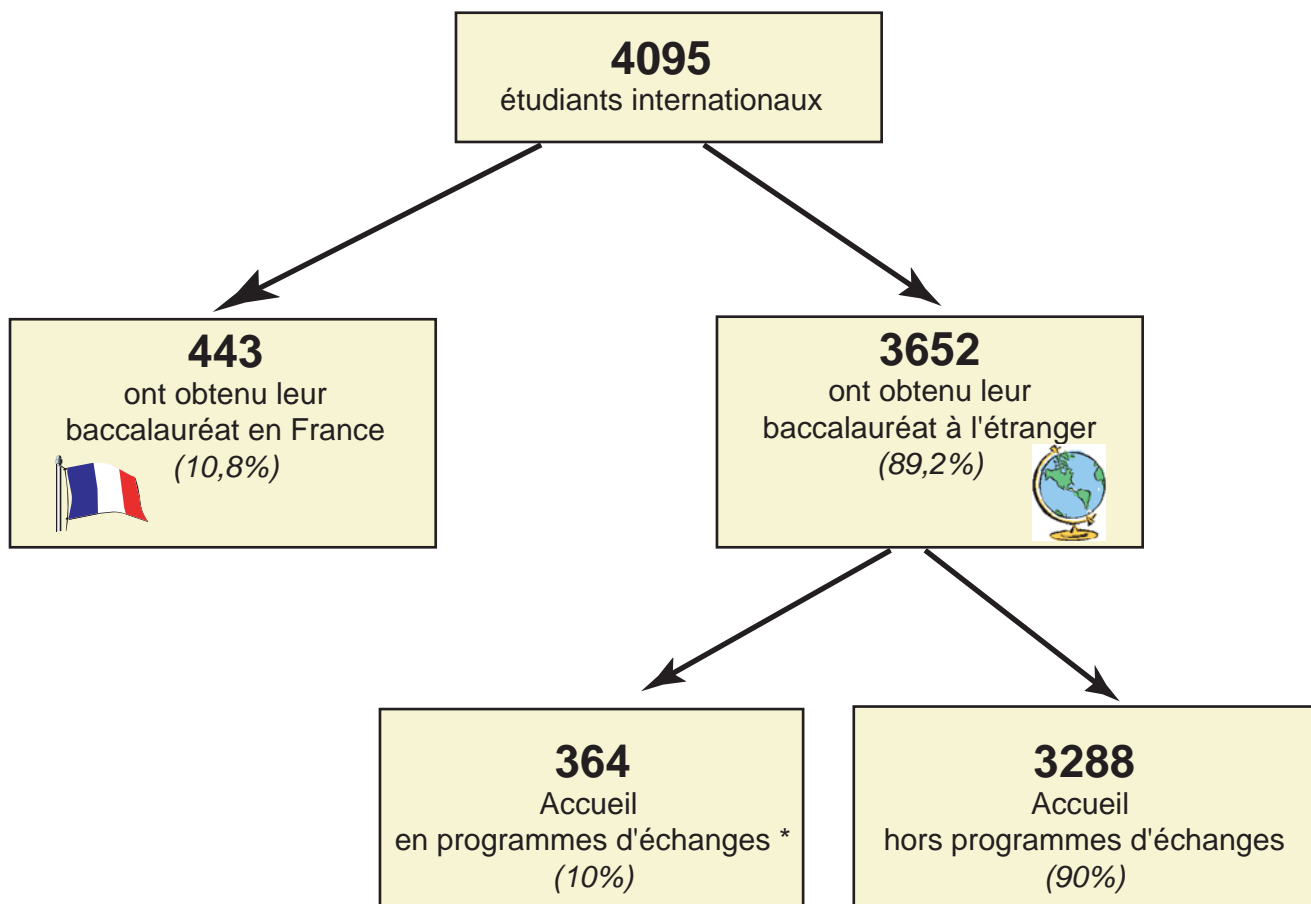 4095
étudiants internationaux
443
ont obtenu leur
baccalauréat en France
(10,8%)
3652
ont obtenu leur
baccalauréat à l'étranger
(89,2%)
364
Accueil
en programmes d'échanges *
(10%)
3288
Accueil
hors programmes d'échanges
(90%)